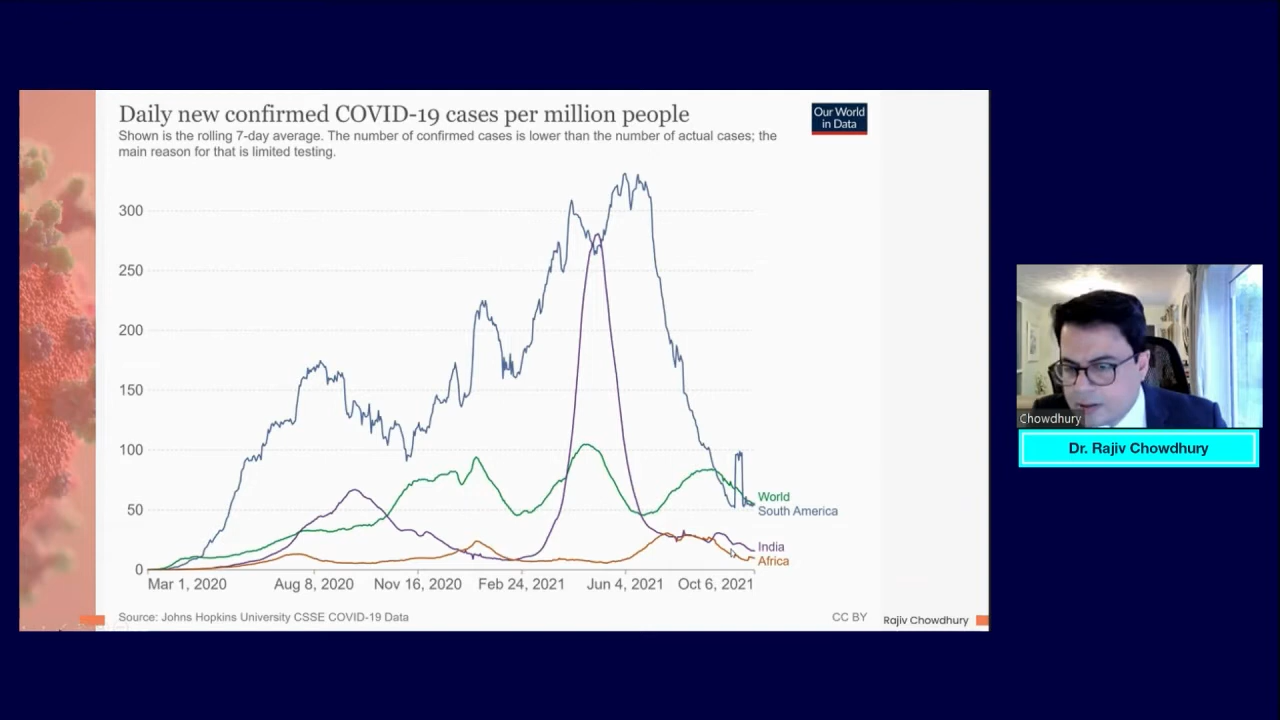 Daily new confirmed COVID-19 cases per million people
Shown is the rolling 7-day average. The number of confirmed cases is lower than the number of actual cases; the
main reason for that is limited testing.
Our World
in Data
300
250
200
150
100
50
0
World
South America
India
Africa
Mar 1, 2020
Aug 8, 2020
Nov 16, 2020
Feb 24, 2021
Jun 4, 2021
Oct 6, 2021
Source: Johns Hopkins University CSSE COVID-19 Data
CC BY
Rajiv Chowdhury
Chowdhury
Dr. Rajiv Chowdhury